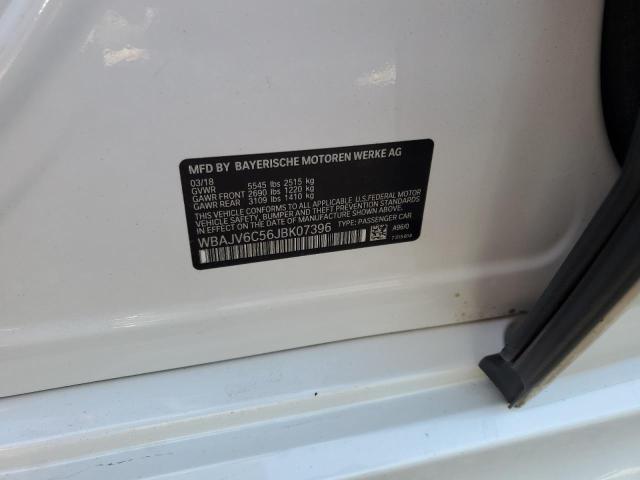 MFD BY BAYERISCHE MOTOREN WERKE AG
03/18
GVWR 5545 lbs 2515 kg
GAWR FRONT 2690 lbs 1220 kg
GAWR REAR 3109 lbs 1410 kg
THIS VEHICLE CONFORMS TO ALL APPLICABLE U.S.FEDERAL MOTOR
VEHICLE SAFETY, BUMPER, AND THEFT PREVENTION STANDARDS
IN EFFECT ON THE DATE OF MANUFACTURE SHOWN ABOVE.
WBAJV6C56JBK07396 TYPE: PASSENGER CAR
A96/0